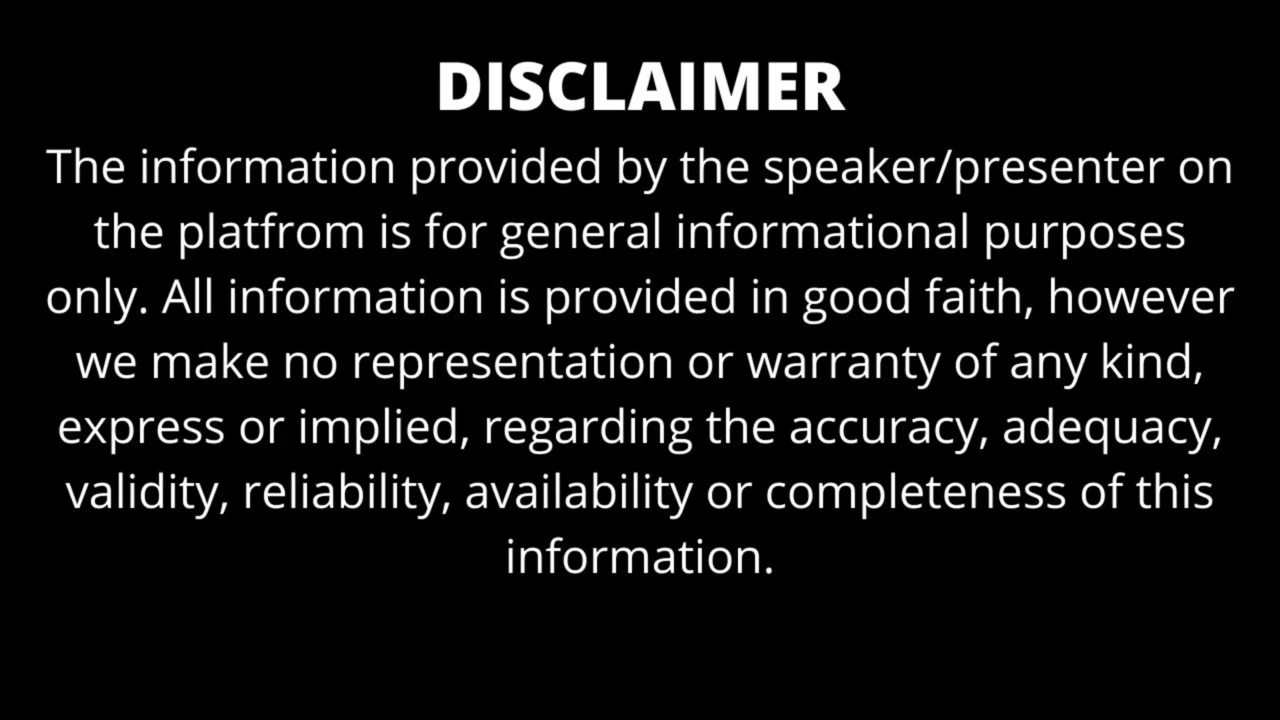 DISCLAIMER
The information provided by the speaker/presenter on
the platfrom is for general informational purposes
only. All information is provided in good faith, however
we make no representation or warranty of any kind,
express or implied, regarding the accuracy, adequacy,
validity, reliability, availability or completeness of this
information.